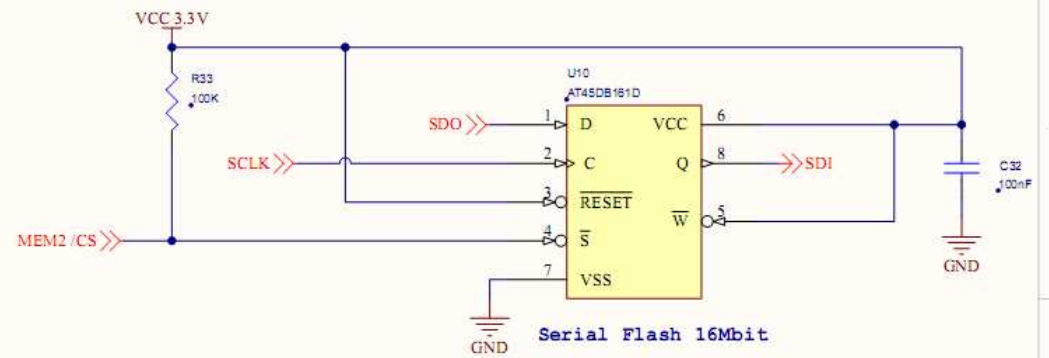 VCC 3.3V
R33
100K
U10
AT45DB161D
SDO
1
D
VCC
6
SCLK
2
C
Q
8
SDI
C32
100nF
3
RESET
W
5
MEM2 /CS
4
S
7
VSS
GND
GND
Serial Flash 16Mbit